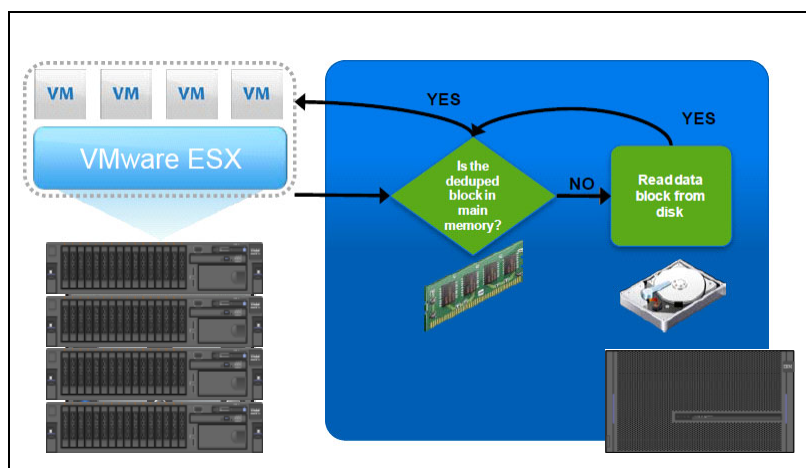 VM VM VM VM
VMware ESX
YES
YES
Is the
deduped
block in
main
memory?
NO
Read data
block from
disk
IBM